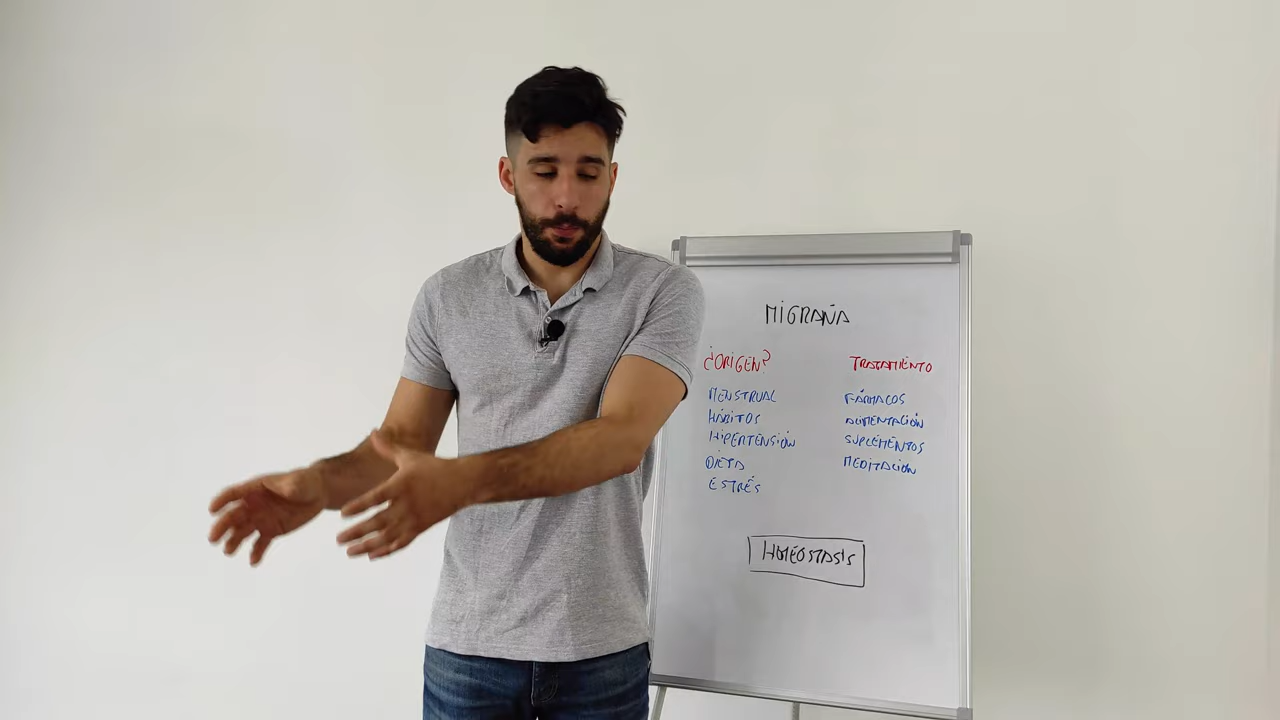 MIGRAÑA
¿ORIGEN?
MENSTRUAL
HÁBITOS
HIPERTENSIÓN
DIETA
ESTRÉS
TRATAMIENTO
FÁRMACOS
ALIMENTACIÓN
SUPLEMENTOS
MEDITACIÓN
HOMEOSTASIS